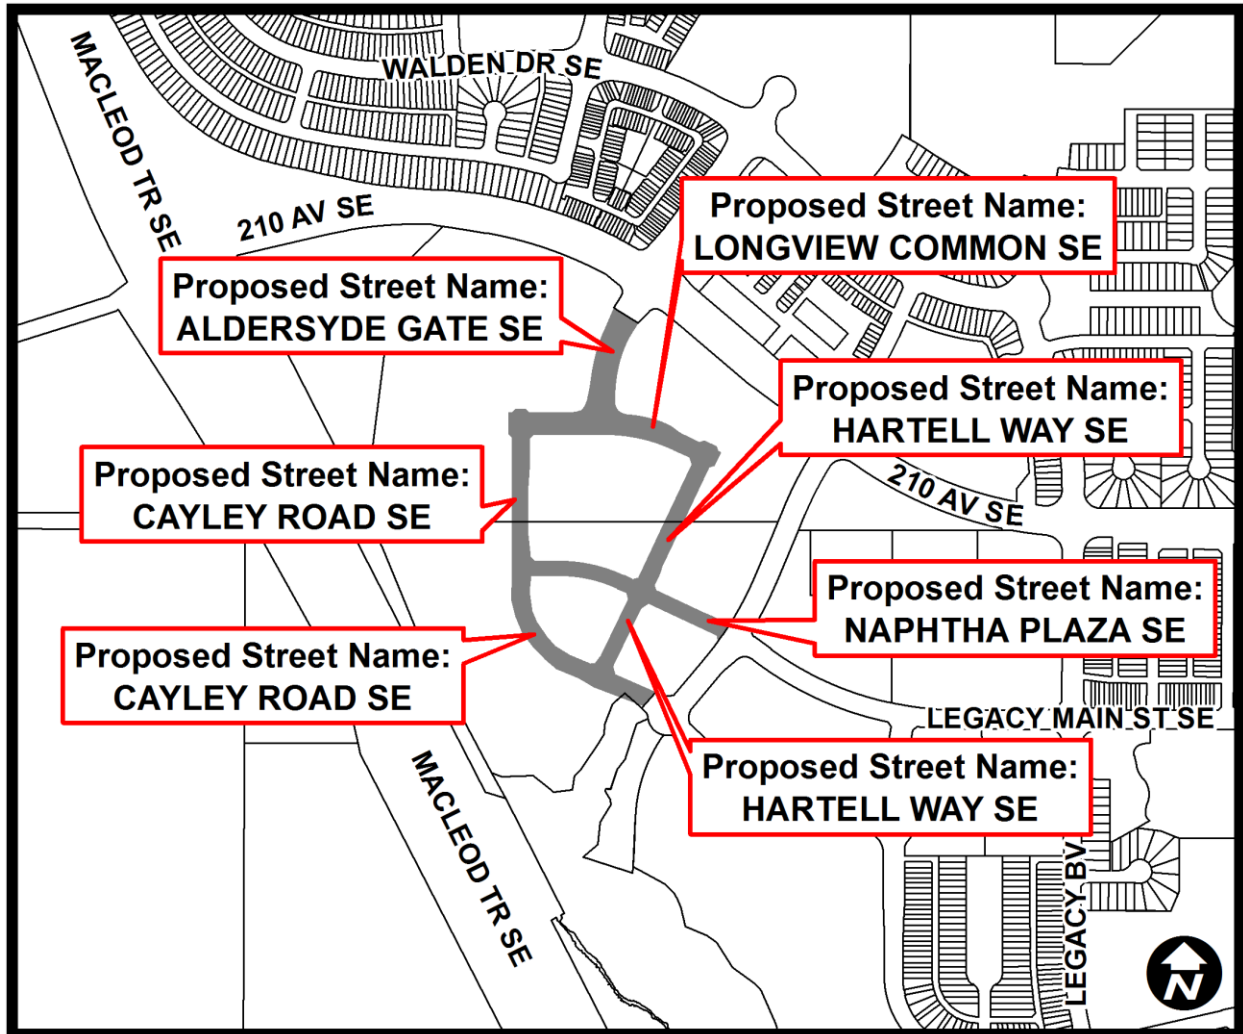 WALDEN DR SE
MACLEOD TR SE
210 AV SE
Proposed Street Name:
LONGVIEW COMMON SE
Proposed Street Name:
ALDERSYDE GATE SE
Proposed Street Name:
HARTELL WAY SE
Proposed Street Name:
CAYLEY ROAD SE
210 AV SE
Proposed Street Name:
NAPHTHA PLAZA SE
Proposed Street Name:
CAYLEY ROAD SE
LEGACY MAIN ST SE
Proposed Street Name:
HARTELL WAY SE
MACLEOD TR SE
LEGACY BV
N